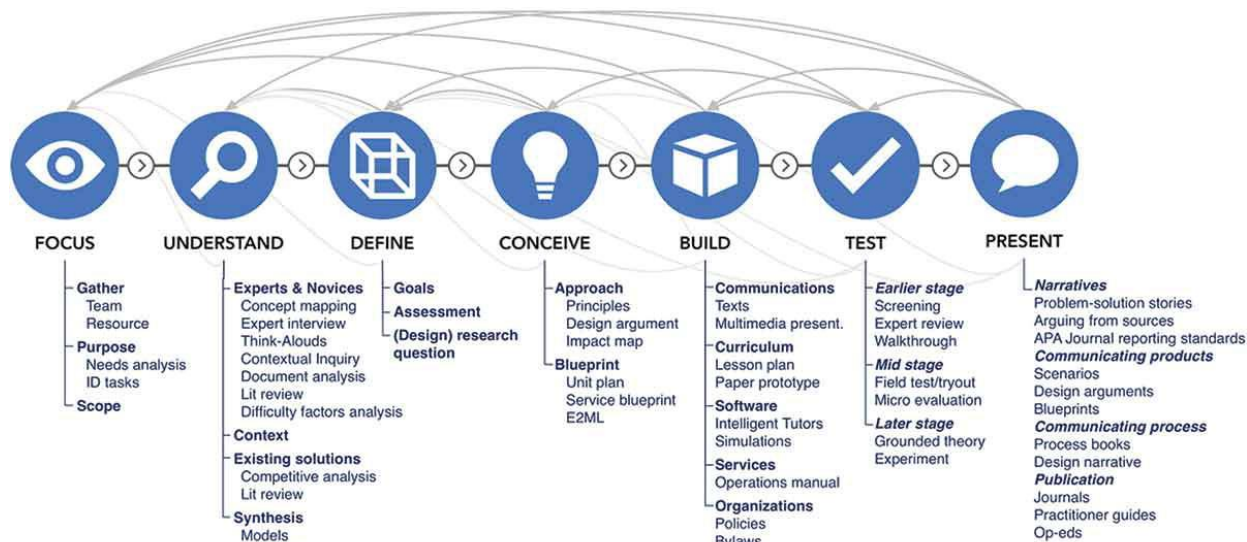 FOCUS
Gather
Team
Resource
Purpose
Needs analysis
ID tasks
Scope
UNDERSTAND
Experts & Novices
Concept mapping
Expert interview
Think-Alouds
Contextual Inquiry
Document analysis
Lit review
Difficulty factors analysis
Context
Existing solutions
Competitive analysis
Lit review
Synthesis
Models
DEFINE
Goals
Assessment
(Design) research
question
CONCEIVE
Approach
Principles
Design argument
Impact map
Blueprint
Unit plan
Service blueprint
E2ML
BUILD
Communications
Texts
Multimedia present.
Curriculum
Lesson plan
Paper prototype
Software
Intelligent Tutors
Simulations
Services
Operations manual
Organizations
Policies
Bylaws
TEST
Earlier stage
Screening
Expert review
Walkthrough
Mid stage
Field test/tryout
Micro evaluation
Later stage
Grounded theory
Experiment
PRESENT
Narratives
Problem-solution stories
Arguing from sources
APA Journal reporting standards
Communicating products
Scenarios
Design arguments
Blueprints
Communicating process
Process books
Design narrative
Publication
Journals
Practitioner guides
Op-eds